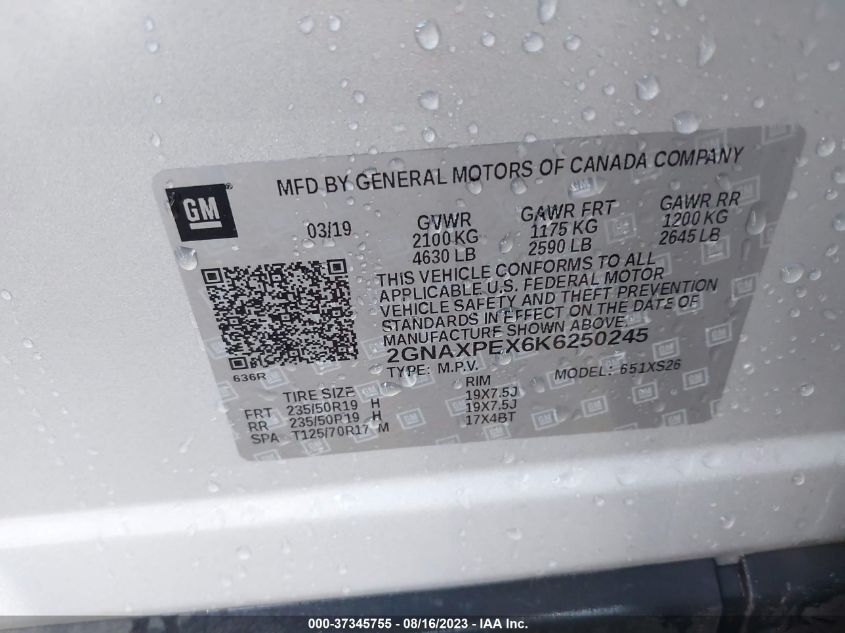 MFD BY GENERAL MOTORS OF CANADA COMPANY
GM
®
03/19
GVWR
2100 KG
4630 LB
GAWR FRT
1175 KG
2590 LB
GAWR RR
1200 KG
2645 LB
THIS VEHICLE CONFORMS TO ALL
APPLICABLE U.S. FEDERAL MOTOR
VEHICLE SAFETY AND THEFT PREVENTION
STANDARDS IN EFFECT ON THE DATE OF
MANUFACTURE SHOWN ABOVE.
2GNAXPEX6K6250245
TYPE: M.P.V. MODEL: 651XS26
636R
TIRE SIZE RIM
FRT 235/50R19 H 19X7.5J
RR 235/50R19 H 19X7.5J
SPA T125/70R17 M 17X4BT
000-37345755 - 08/16/2023 - IAA Inc.